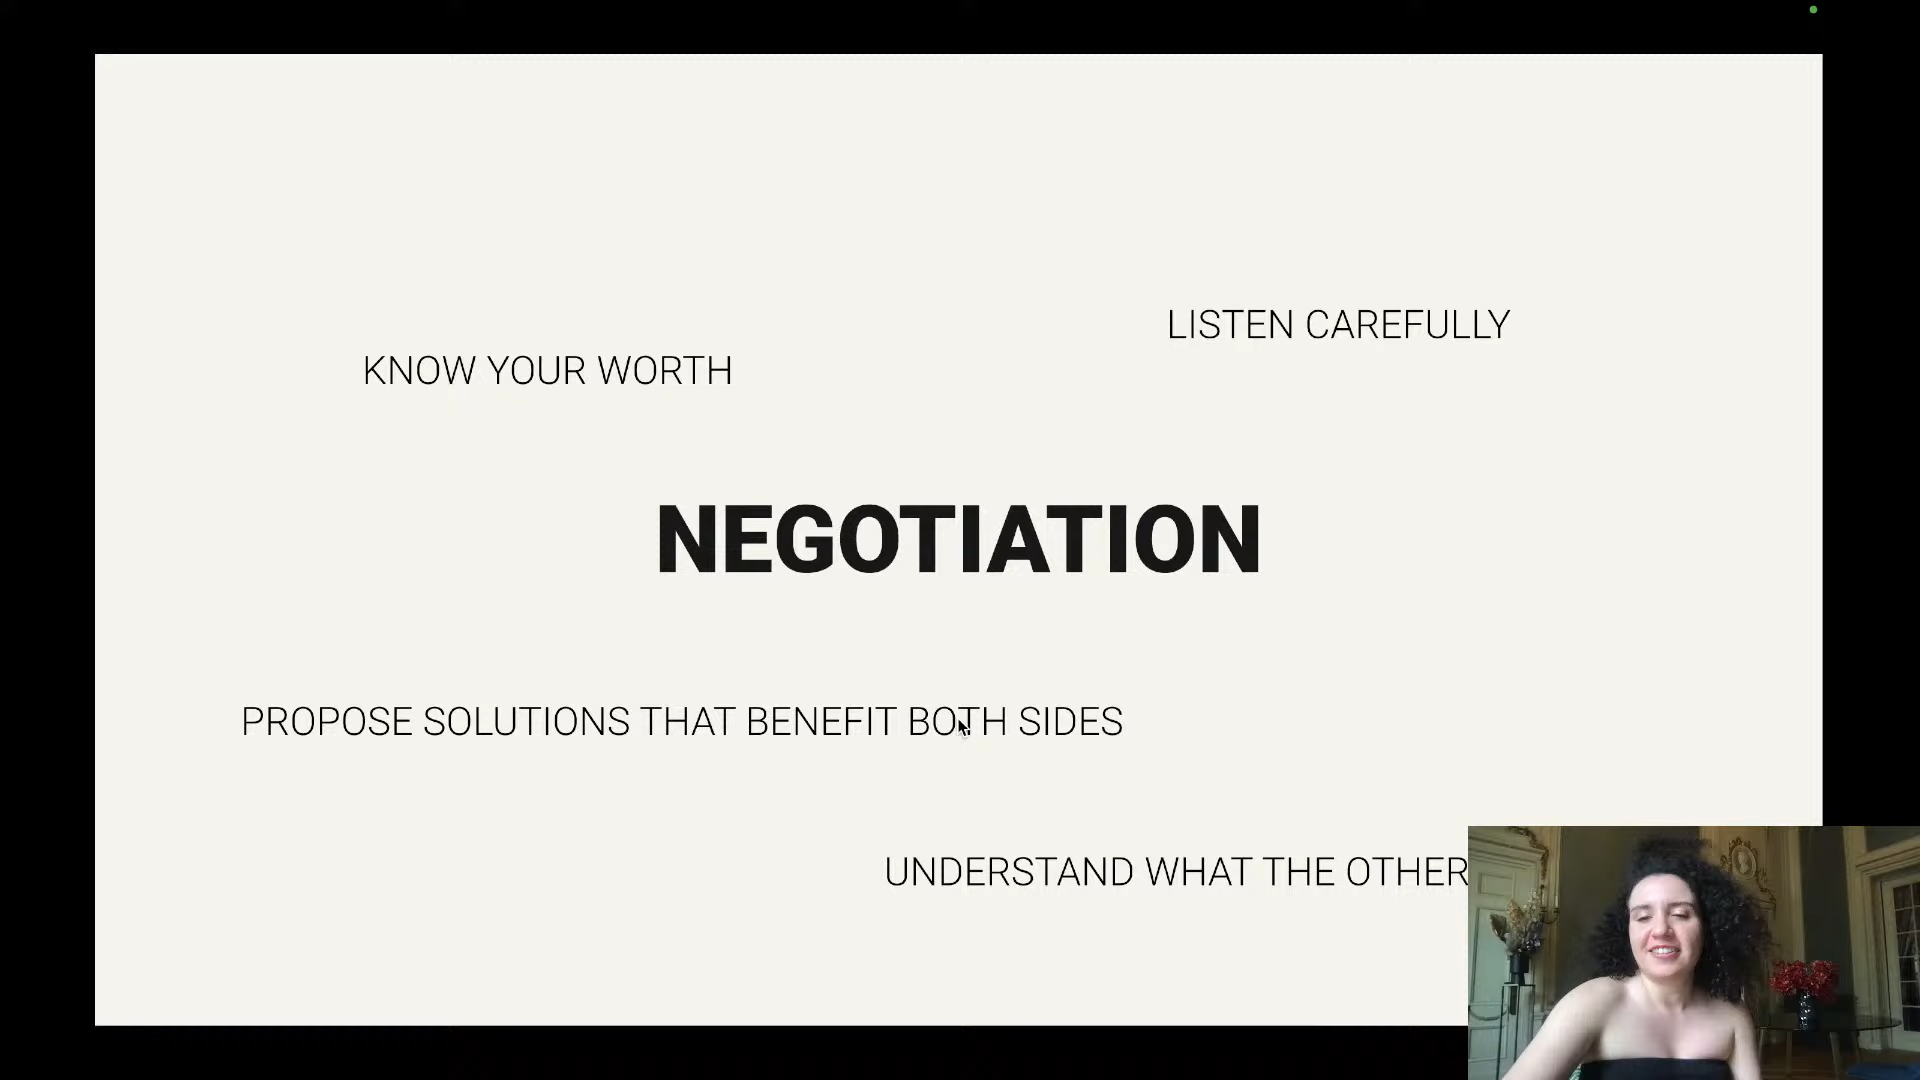 LISTEN CAREFULLY
KNOW YOUR WORTH
NEGOTIATION
PROPOSE SOLUTIONS THAT BENEFIT BOTH SIDES
UNDERSTAND WHAT THE OTHER